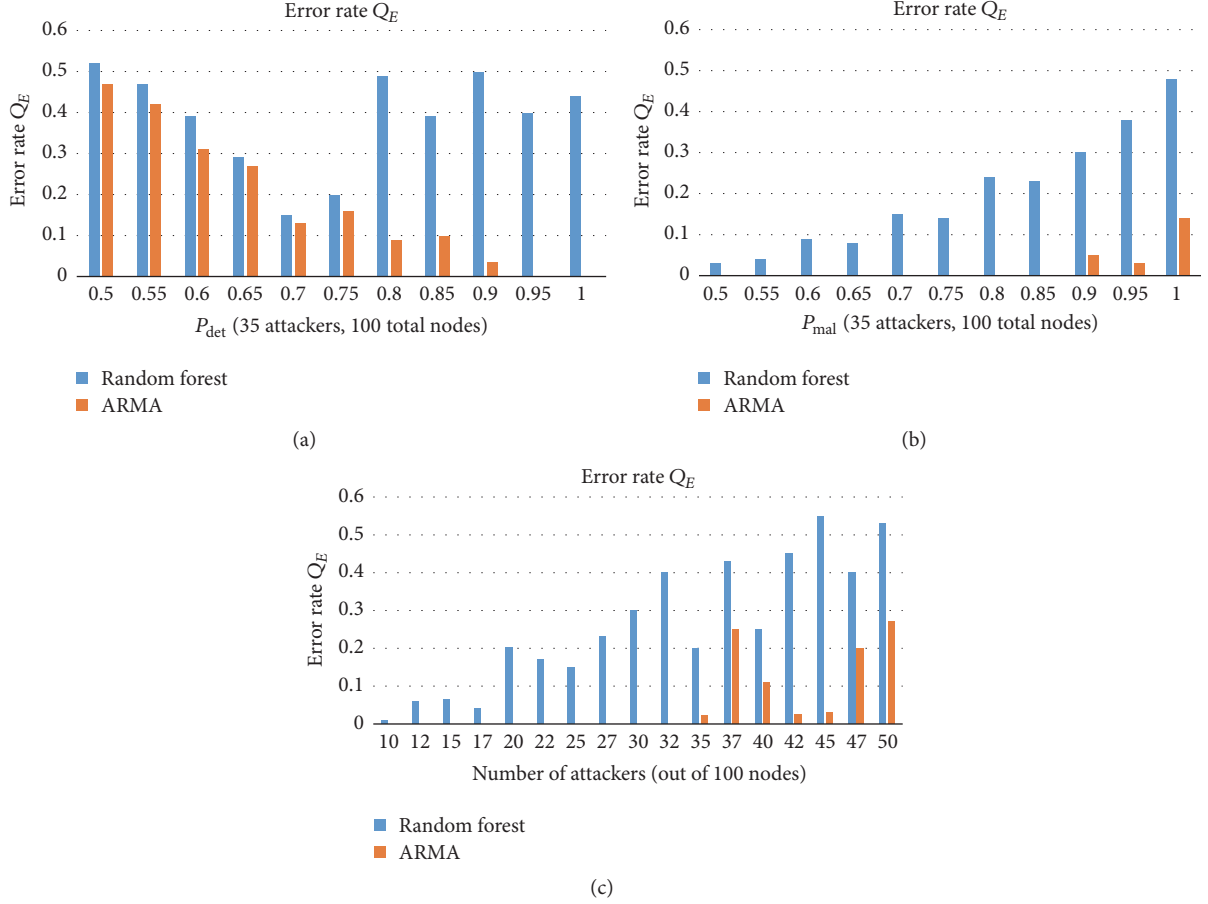 Error rate Q_E
0.6
0.5
0.4
0.3
0.2
0.1
0
Error rate Q_E
0.5 0.55 0.6 0.65 0.7 0.75 0.8 0.85 0.9 0.95 1
P_det (35 attackers, 100 total nodes)
Random forest
ARMA
(a)
Error rate Q_E
0.6
0.5
0.4
0.3
0.2
0.1
0
Error rate Q_E
0.5 0.55 0.6 0.65 0.7 0.75 0.8 0.85 0.9 0.95 1
P_mal (35 attackers, 100 total nodes)
Random forest
ARMA
(b)
Error rate Q_E
0.6
0.5
0.4
0.3
0.2
0.1
0
Error rate Q_E
10 12 15 17 20 22 25 27 30 32 35 37 40 42 45 47 50
Number of attackers (out of 100 nodes)
Random forest
ARMA
(c)